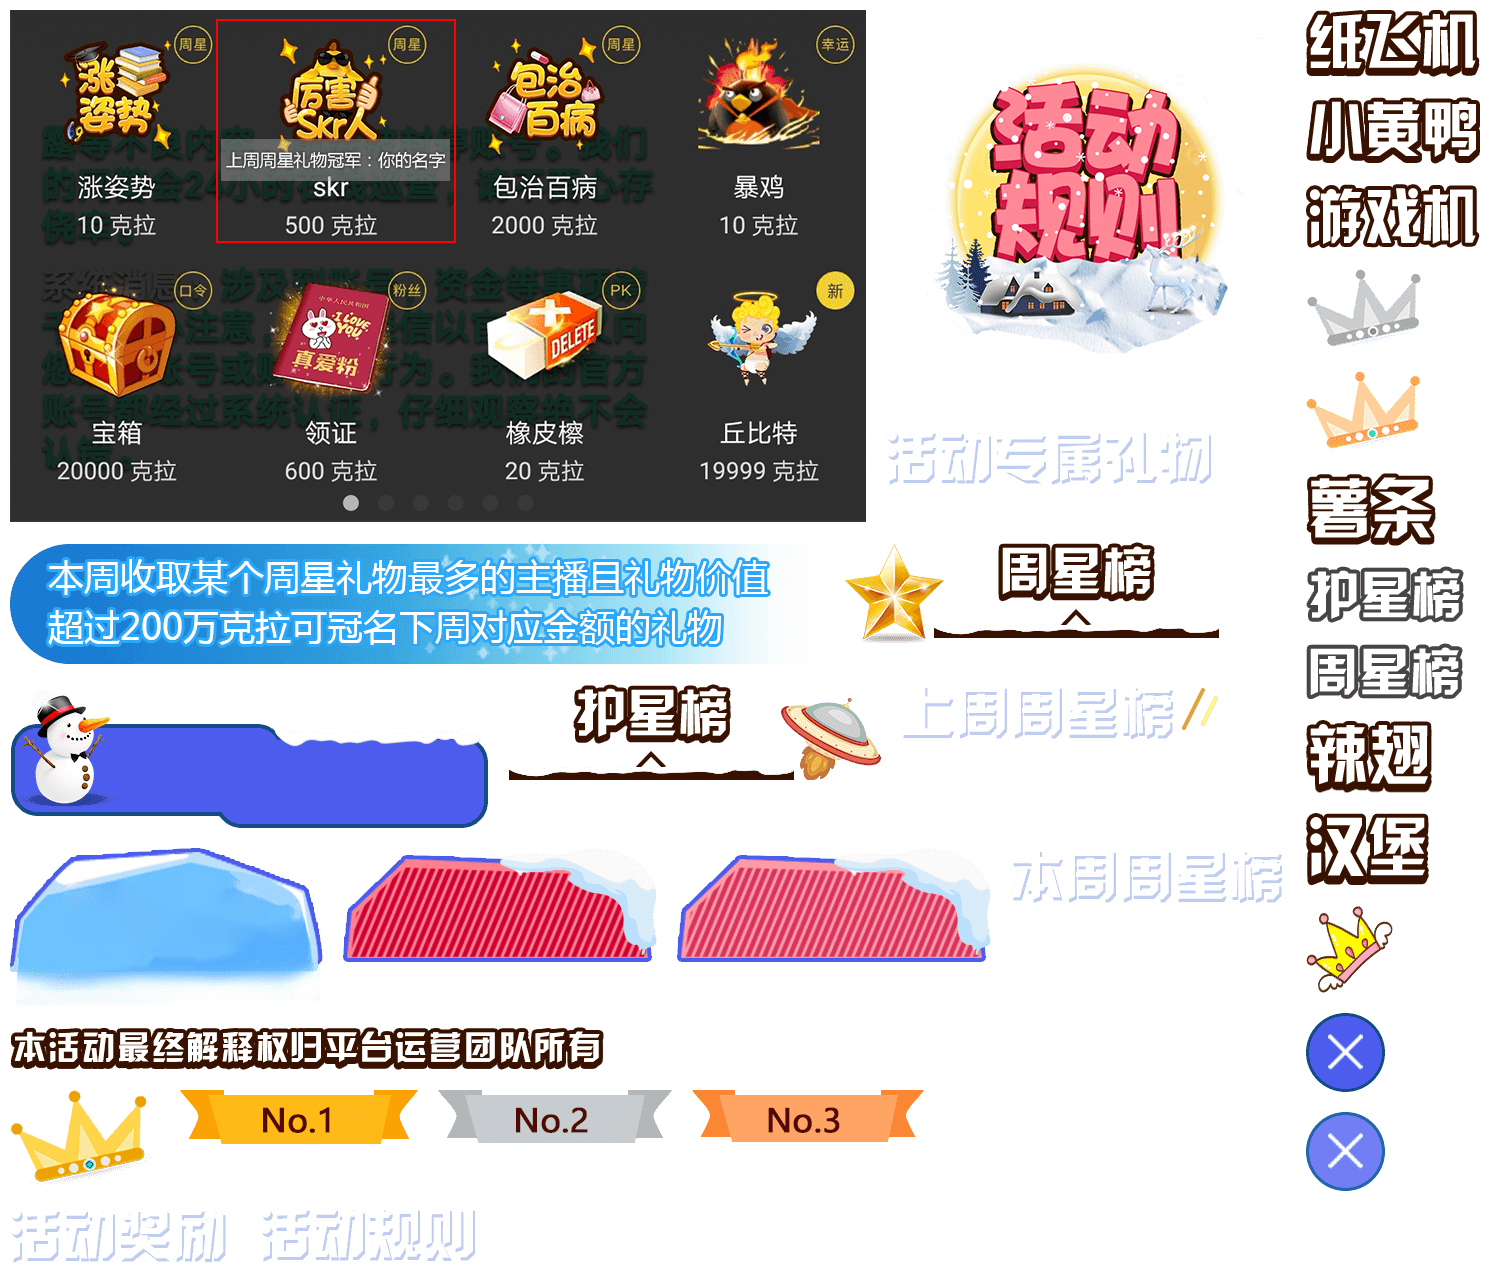 周星
周星
周星
幸运
涨
姿势
厉害
Skr人
包治
百病
上周周星礼物冠军：你的名字
涨姿势
skr
包治百病
暴鸡
10 克拉
500 克拉
2000 克拉
10 克拉
口令
粉丝
PK
新
中华人民共和国
I LOVE
YOU
真爱粉
DELETE
宝箱
领证
橡皮檫
丘比特
20000 克拉
600 克拉
20 克拉
19999 克拉
活动
规则
活动专属礼物
纸飞机
小黄鸭
游戏机
薯条
护星榜
周星榜
辣翅
汉堡
本周收取某个周星礼物最多的主播且礼物价值
超过200万克拉可冠名下周对应金额的礼物
周星榜
护星榜
上周周星榜
本周周星榜
本活动最终解释权归平台运营团队所有
No.1
No.2
No.3
活动奖励
活动规则